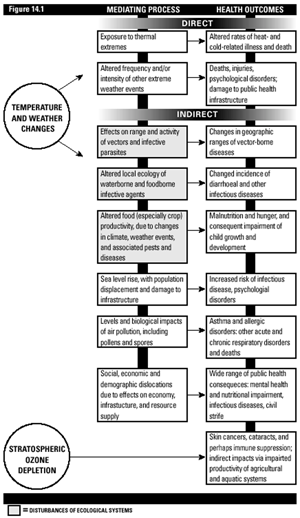 Figure 14.1
MEDIATING PROCESS
HEALTH OUTCOMES
DIRECT
Exposure to thermal
extremes
Altered rates of heat- and
cold-related illness and death
Altered frequency and/or
intensity of other extreme
weather events
Deaths, injuries,
psychological disorders;
damage to public health
infrastructure
TEMPERATURE
AND WEATHER
CHANGES
INDIRECT
Effects on range and activity
of vectors and infective
parasites
Changes in geographic
ranges of vector-borne
diseases
Altered local ecology of
waterborne and foodborne
infective agents
Changed incidence of
diarrhoeal and other
infectious diseases
Altered food (especially crop)
productivity, due to changes
in climate, weather events,
and associated pests and
diseases
Malnutrition and hunger, and
consequent impairment of
child growth and
development
Sea level rise, with population
displacement and damage to
infrastructure
Increased risk of infectious
disease, psychological
disorders
Levels and biological impacts
of air pollution, including
pollens and spores
Asthma and allergic
disorders: other acute and
chronic respiratory disorders
and deaths
Social, economic and
demographic dislocations
due to effects on economy,
infrastucture, and resource
supply
Wide range of public health
consequeces: mental health
and nutritional impairment,
infectious diseases, civil
strife
STRATOSPHERIC
OZONE
DEPLETION
Skin cancers, cataracts, and
perhaps immune suppression;
indirect impacts via impaired
productivity of agricultural
and aquatic systems
= DISTURBANCES OF ECOLOGICAL SYSTEMS